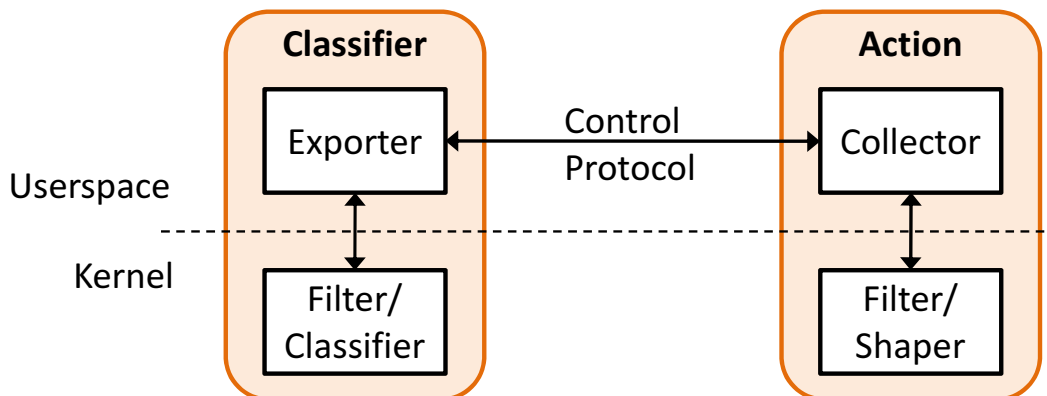 Classifier
Action
Exporter
Control
Protocol
Collector
Userspace
Kernel
Filter/
Classifier
Filter/
Shaper